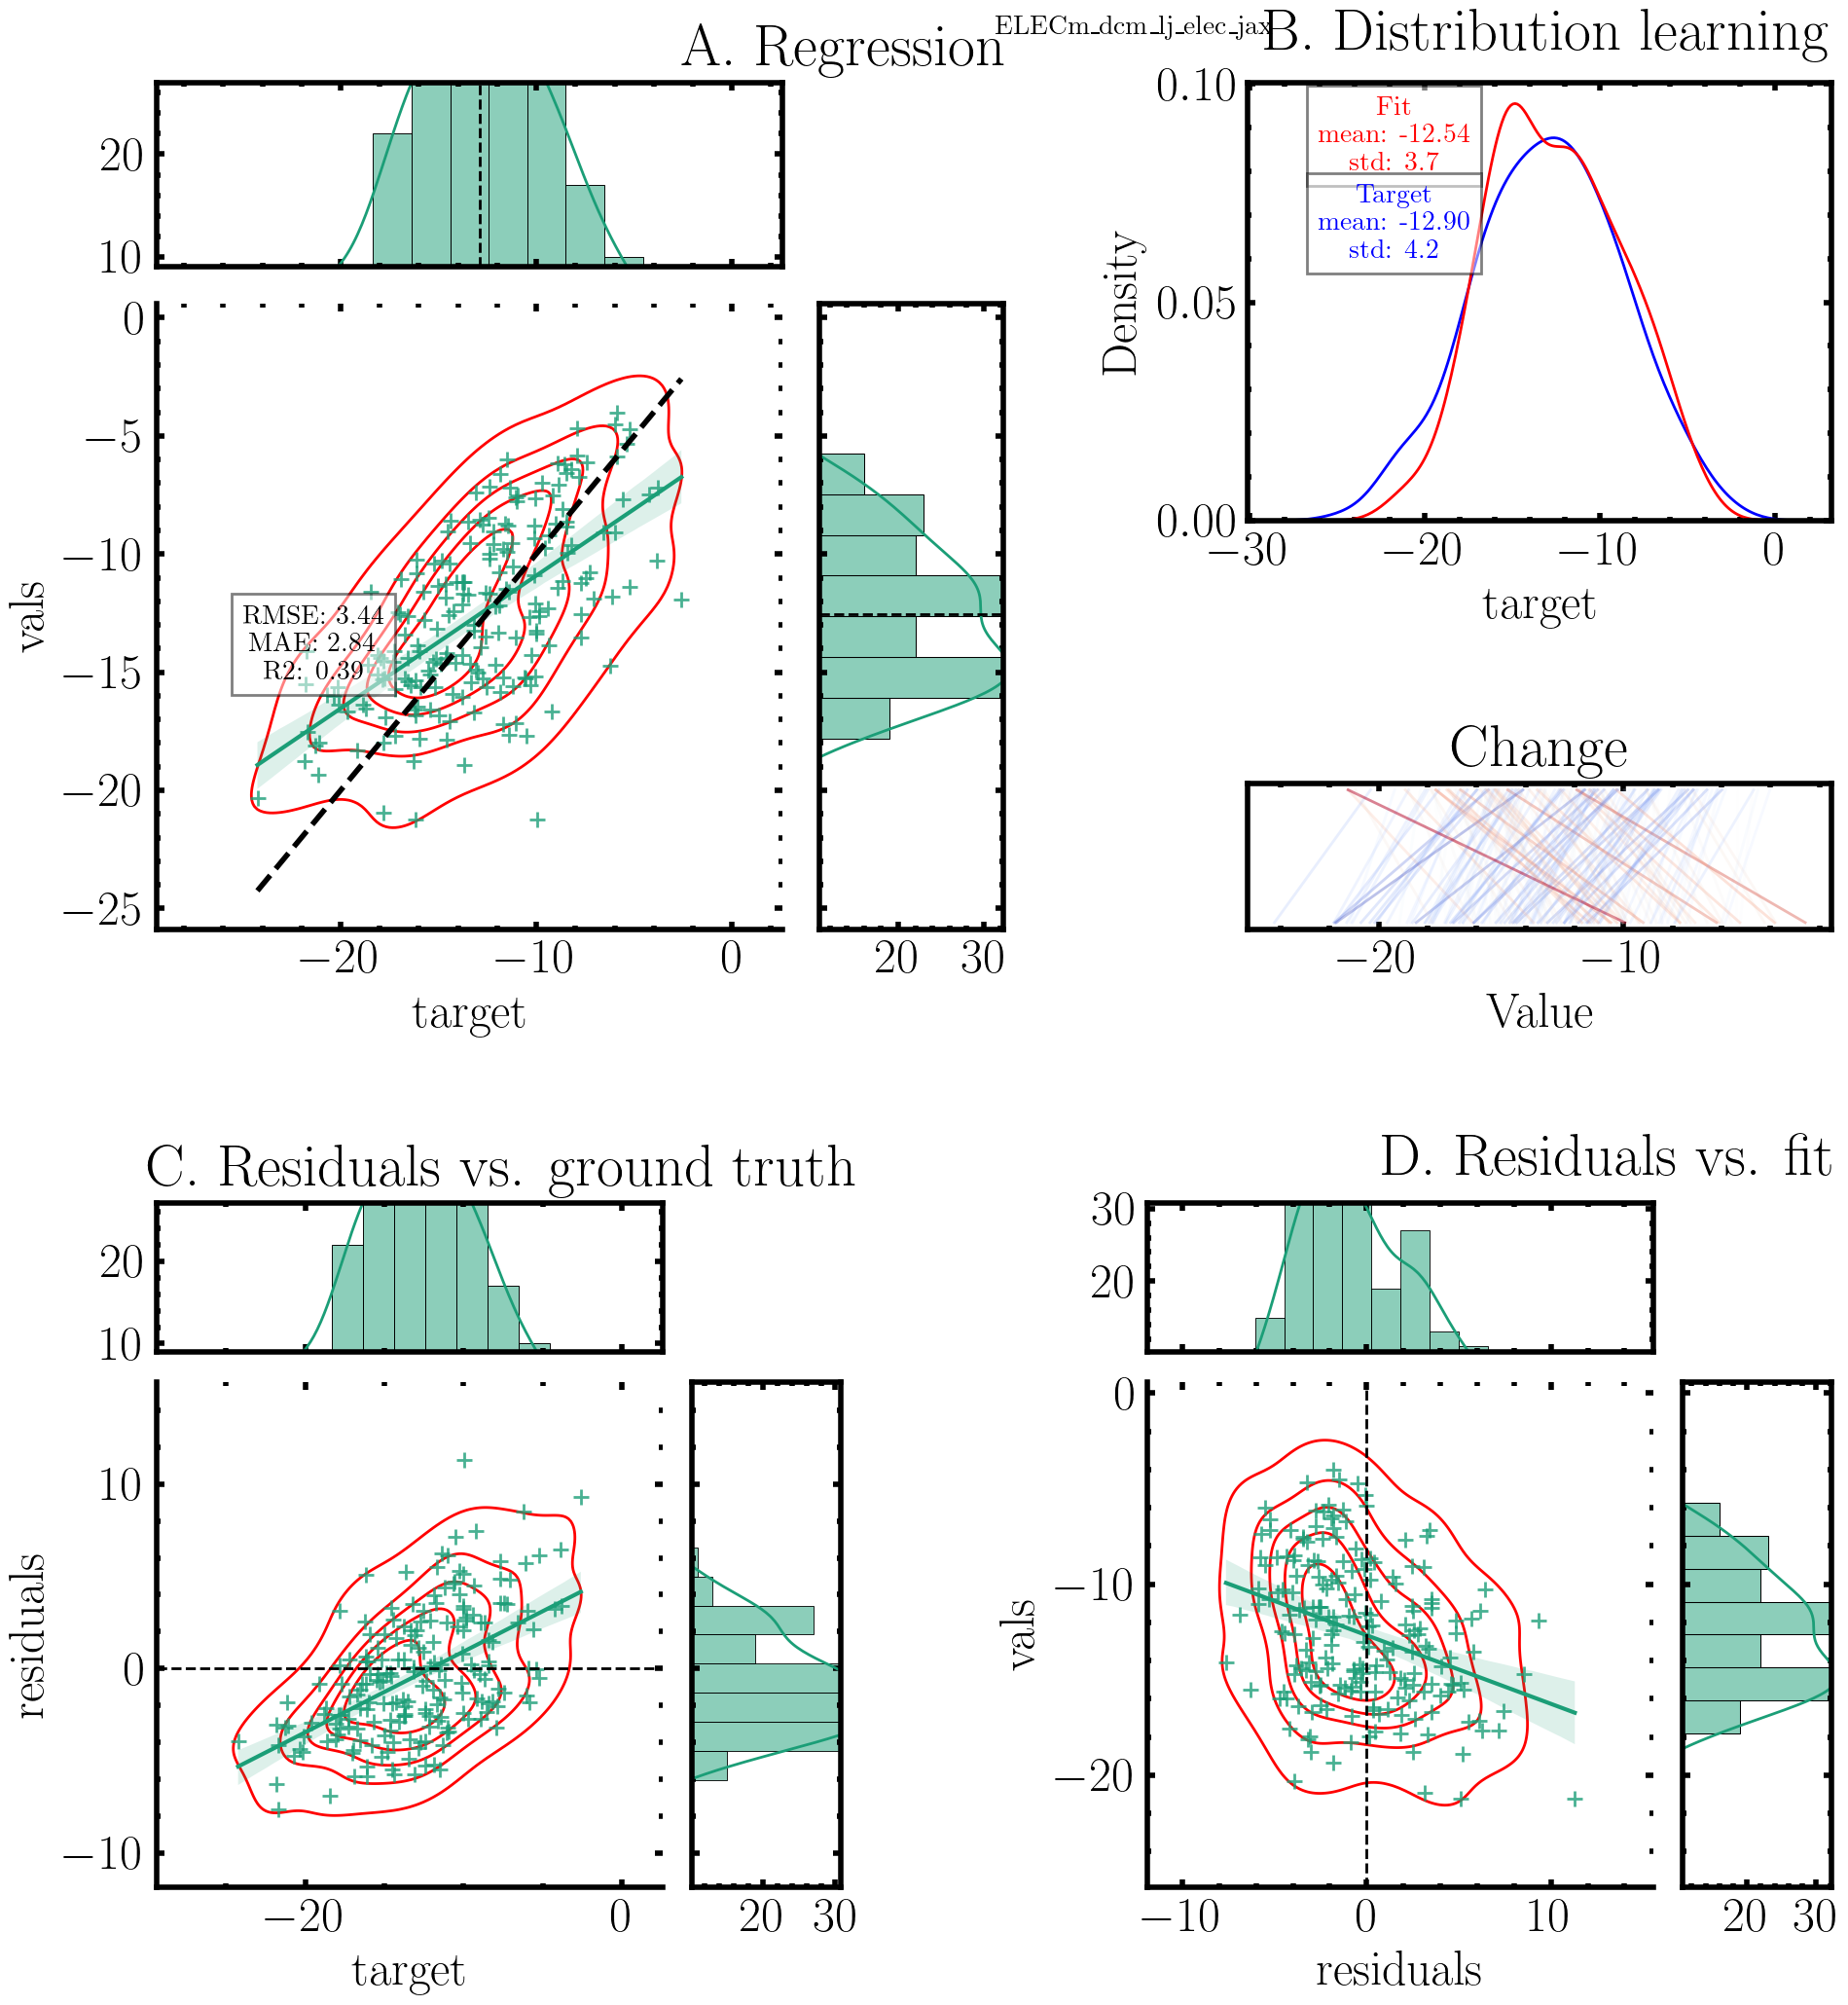 ELECm_dcm_lj_elec_jax
A. Regression
20
10
0
−5
−10
−15
−20
−25
vals
RMSE: 3.44
MAE: 2.84
R2: 0.39
−20
−10
0
target
20
30
B. Distribution learning
0.10
0.05
0.00
Density
Fit
mean: -12.54
std: 3.7
Target
mean: -12.90
std: 4.2
−30
−20
−10
0
target
Change
−20
−10
Value
C. Residuals vs. ground truth
20
10
10
0
−10
residuals
−20
0
target
20
30
D. Residuals vs. fit
30
20
0
−10
−20
vals
−10
0
10
residuals
20
30